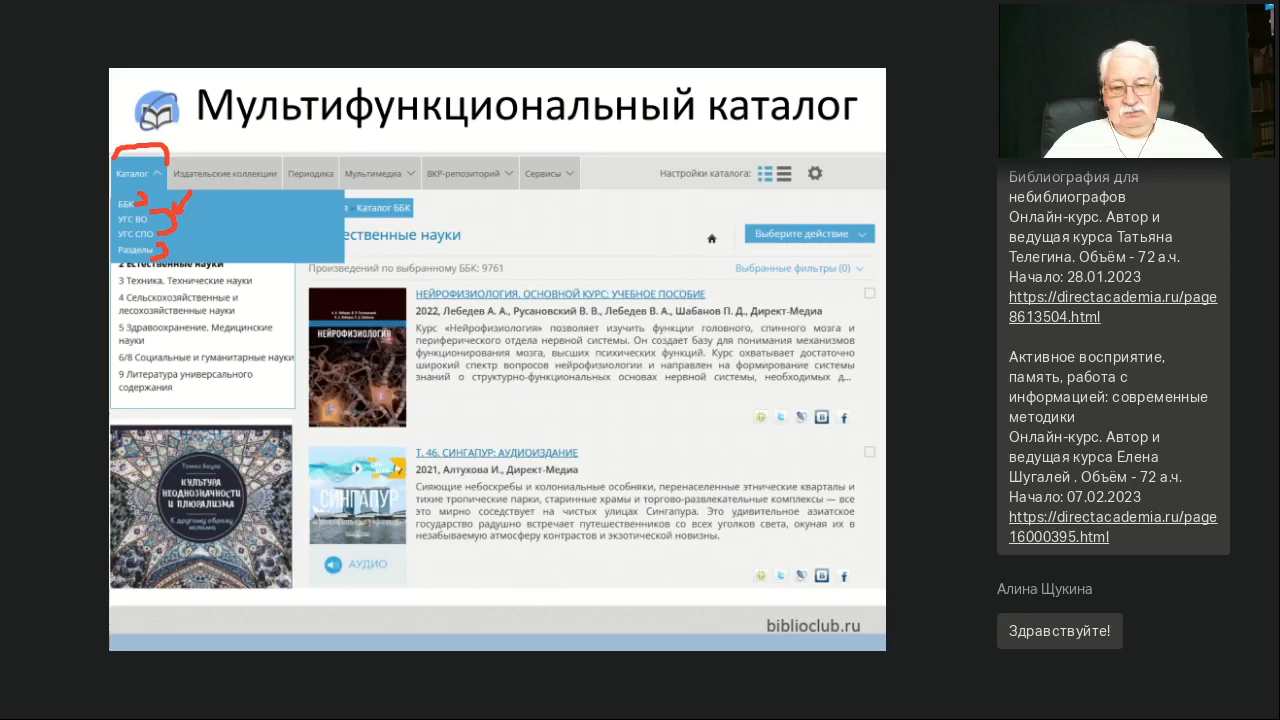 Мультифункциональный каталог
Каталог
Издательские коллекции
Периодика
Мультимедиа
ВКР-репозиторий
Сервисы
Настройки каталога:
ББК
УГС ВО
УГС СПО
Разделы
я
Каталог ББК
ественные науки
Выберите действие
2 Естественные науки
3 Техника. Технические науки
4 Сельскохозяйственные и
лесохозяйственные науки
5 Здравоохранение. Медицинские
науки
6/8 Социальные и гуманитарные науки
9 Литература универсального
содержания
Произведений по выбранному ББК: 9761
Выбранные фильтры (0)
НЕЙРОФИЗИОЛОГИЯ
НЕЙРОФИЗИОЛОГИЯ. ОСНОВНОЙ КУРС: УЧЕБНОЕ ПОСОБИЕ
2022, Лебедев А. А., Русановский В. В., Лебедев В. А., Шабанов П. Д., Директ-Медиа
Курс «Нейрофизиология» позволяет изучить функции головного, спинного мозга и
периферического отдела нервной системы. Он создает базу для понимания механизмов
функционирования мозга, высших психических функций. Курс охватывает достаточно
широкий спектр вопросов нейрофизиологии и направлен на формирование системы
знаний о структурно-функциональных основах нервной системы, необходимых д...
Томас Бауэр
КУЛЬТУРА
НЕОДНОЗНАЧНОСТИ
И ПЛЮРАЛИЗМА
К другому образу
ислама
СИНГАПУР
АУДИО
Т. 46. СИНГАПУР: АУДИОИЗДАНИЕ
2021, Алтухова И., Директ-Медиа
Сияющие небоскребы и колониальные особняки, перенаселенные этнические кварталы и
тихие тропические парки, старинные храмы и торгово-развлекательные комплексы — все
это мирно соседствует на чистых улицах Сингапура. Это удивительное азиатское
государство радушно встречает путешественников со всех уголков света, окуная их в
незабываемую атмосферу контрастов и экзотической новизны.
biblioclub.ru
Библиография для
небиблиографов
Онлайн-курс. Автор и
ведущая курса Татьяна
Телегина. Объём - 72 а.ч.
Начало: 28.01.2023
https://directacademia.ru/page
8613504.html
Активное восприятие,
память, работа с
информацией: современные
методики
Онлайн-курс. Автор и
ведущая курса Елена
Шугалей . Объём - 72 а.ч.
Начало: 07.02.2023
https://directacademia.ru/page
16000395.html
Алина Щукина
Здравствуйте!